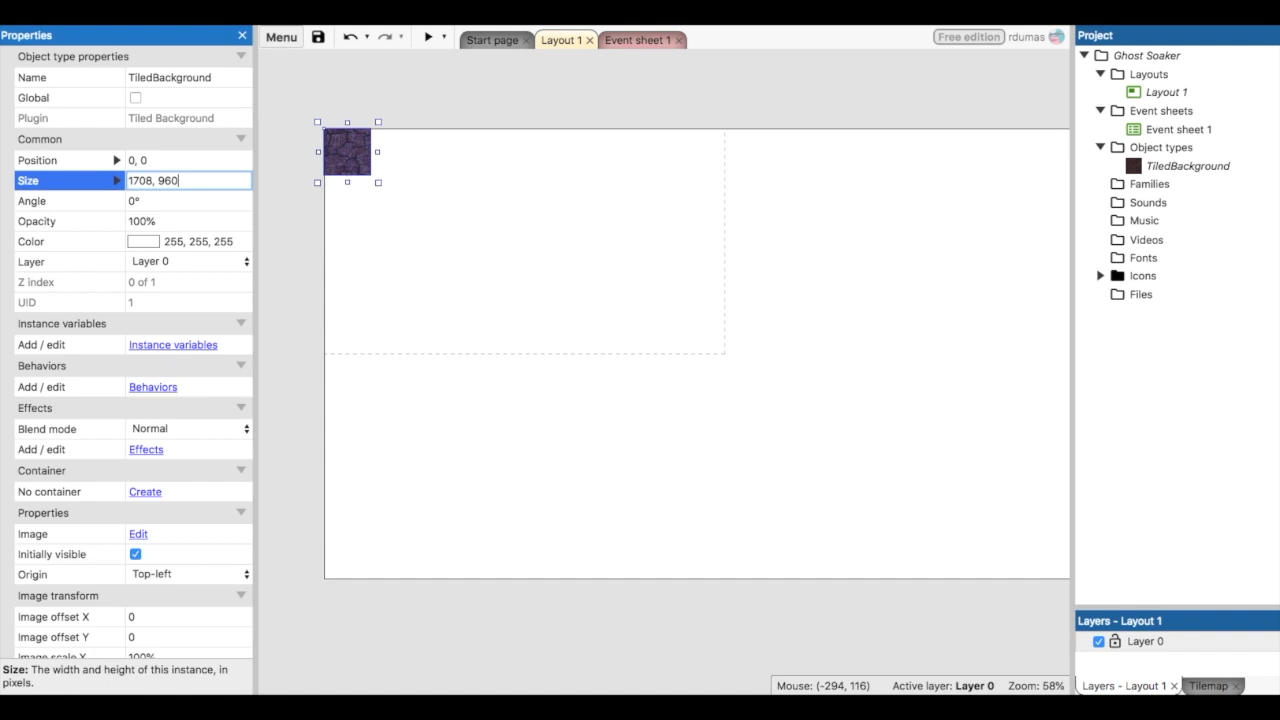 Properties
Object type properties
Name TiledBackground
Global
Plugin Tiled Background
Common
Position 0, 0
Size 1708, 960
Angle 0°
Opacity 100%
Color 255, 255, 255
Layer Layer 0
Z index 0 of 1
UID 1
Instance variables
Add / edit Instance variables
Behaviors
Add / edit Behaviors
Effects
Blend mode Normal
Add / edit Effects
Container
No container Create
Properties
Image Edit
Initially visible
Origin Top-left
Image transform
Image offset X 0
Image offset Y 0
Image scale X 100%
Size: The width and height of this instance, in
pixels.
Menu
Start page
Layout 1
Event sheet 1
Free edition rdumas
Mouse: (-294, 116) Active layer: Layer 0 Zoom: 58%
Project
Ghost Soaker
Layouts
Layout 1
Event sheets
Event sheet 1
Object types
TiledBackground
Families
Sounds
Music
Videos
Fonts
Icons
Files
Layers - Layout 1
Layer 0
Layers - Layout 1 Tilemap